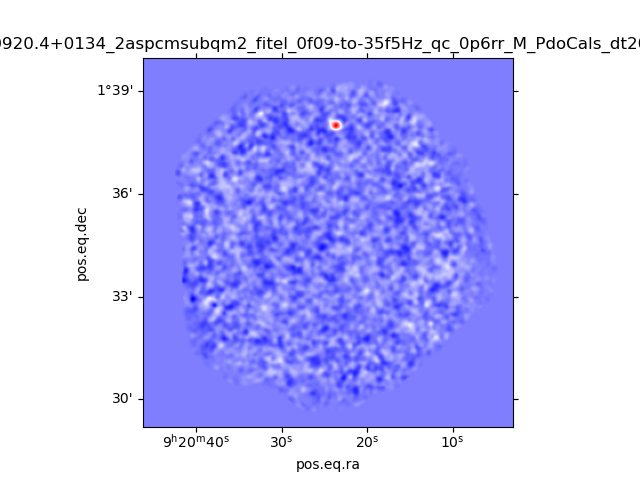 0920.4+0134_2aspcmsubqm2_fitel_0f09-to-35f5Hz_qc_0p6rr_M_PdoCals_dt20
1°39'
36'
33'
30'
pos.eq.dec
9h20m40s 30s 20s 10s
pos.eq.ra